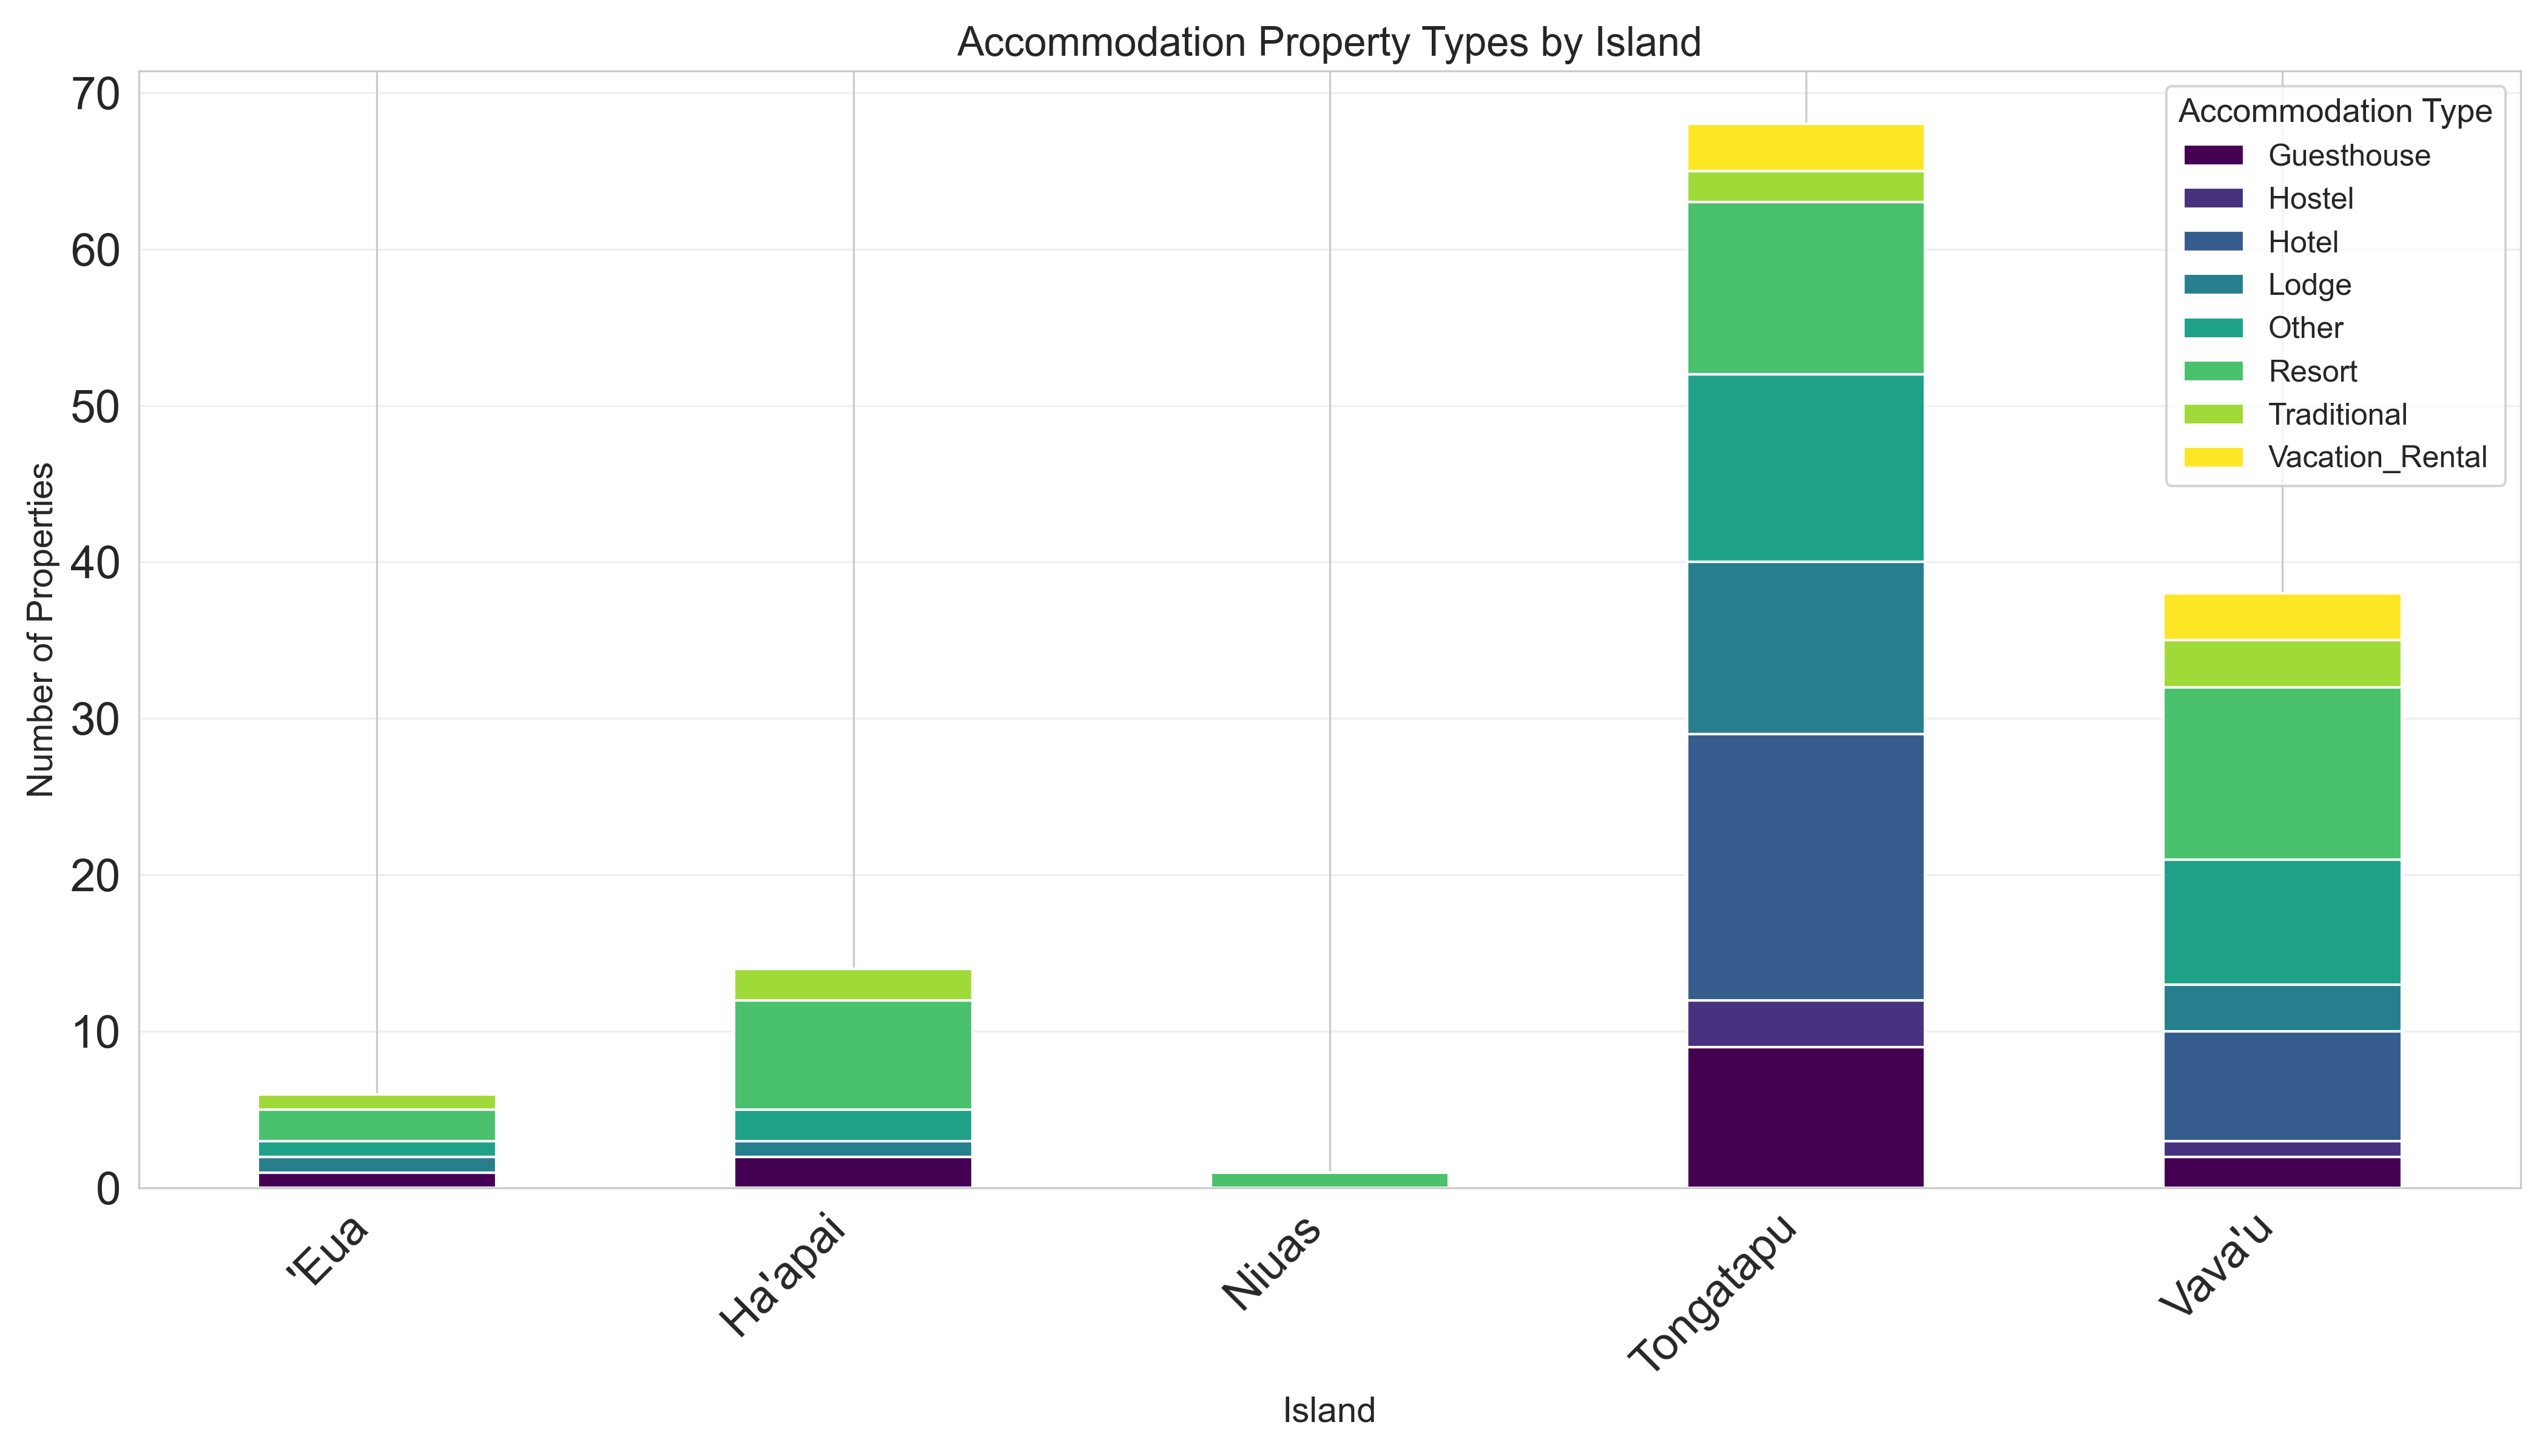 Accommodation Property Types by Island
Number of Properties
70
60
50
40
30
20
10
0
Accommodation Type
Guesthouse
Hostel
Hotel
Lodge
Other
Resort
Traditional
Vacation_Rental
'Eua
Ha'apai
Niuas
Tongatapu
Vava'u
Island